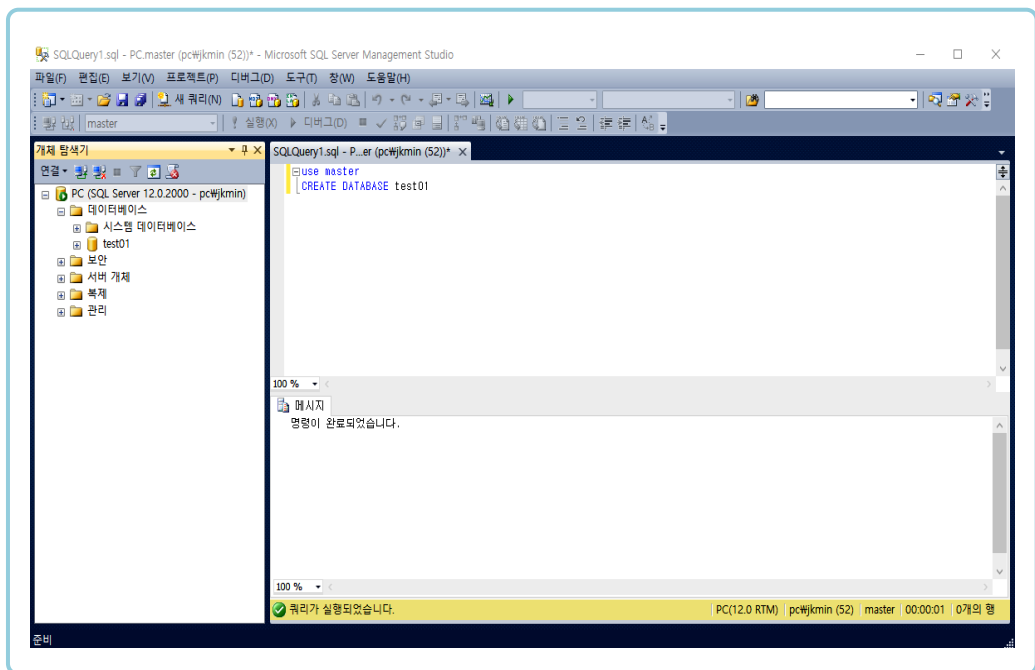 SQLQuery1.sql - PC.master (pc₩jkmin (52))* - Microsoft SQL Server Management Studio
파일(F) 편집(E) 보기(V) 프로젝트(P) 디버그(D) 도구(T) 창(W) 도움말(H)
새 쿼리(N)
master
실행(X) 디버그(D)
개체 탐색기
연결
PC (SQL Server 12.0.2000 - pc₩jkmin)
데이터베이스
시스템 데이터베이스
test01
보안
서버 개체
복제
관리
SQLQuery1.sql - P...er (pc₩jkmin (52))*
use master
CREATE DATABASE test01
100 %
메시지
명령이 완료되었습니다.
100 %
쿼리가 실행되었습니다.
PC(12.0 RTM) pc₩jkmin (52) master 00:00:01 0개의 행
준비